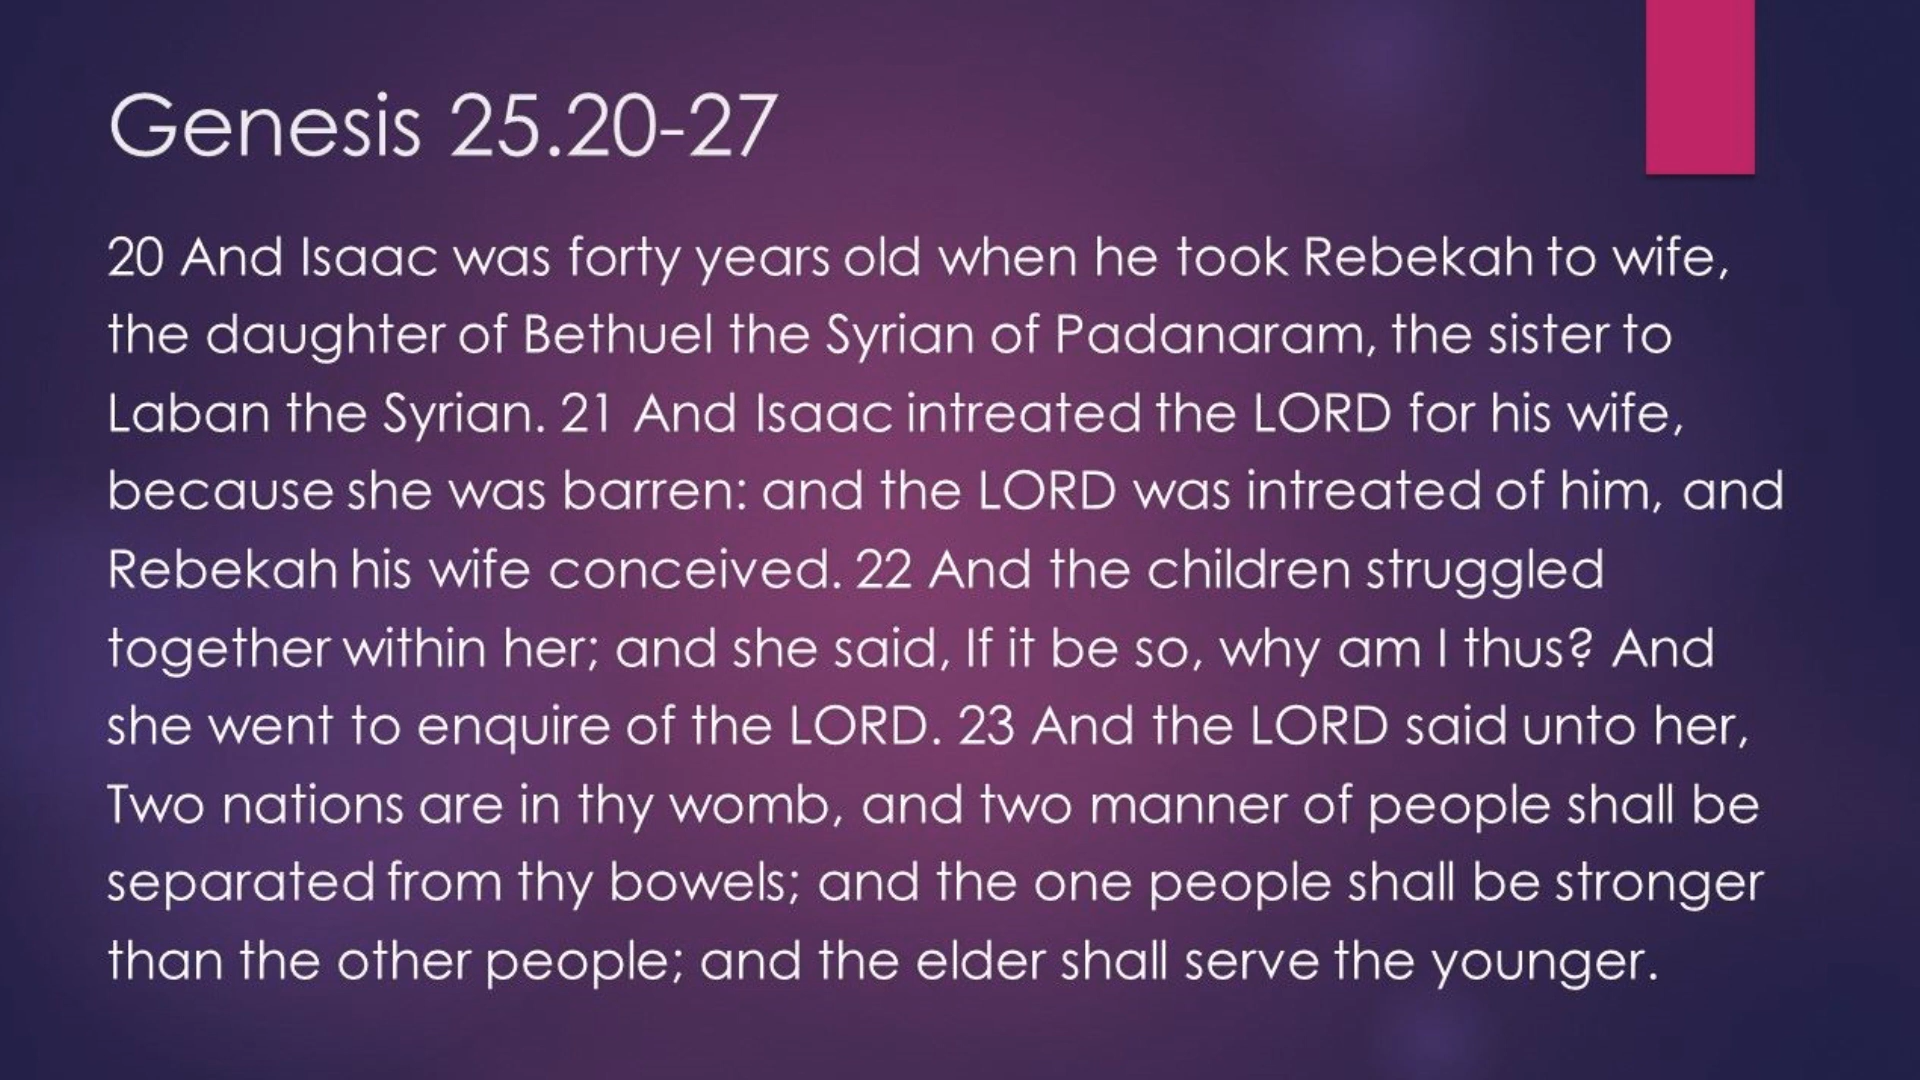 Genesis 25.20-27
20 And Isaac was forty years old when he took Rebekah to wife,
the daughter of Bethuel the Syrian of Padanaram, the sister to
Laban the Syrian. 21 And Isaac intreated the LORD for his wife,
because she was barren: and the LORD was intreated of him, and
Rebekah his wife conceived. 22 And the children struggled
together within her; and she said, If it be so, why am I thus? And
she went to enquire of the LORD. 23 And the LORD said unto her,
Two nations are in thy womb, and two manner of people shall be
separated from thy bowels; and the one people shall be stronger
than the other people; and the elder shall serve the younger.